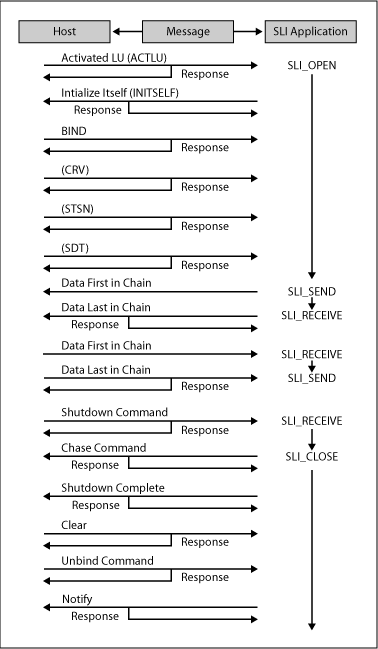 Host Message SLI Application
Activated LU (ACTLU)
Response
SLI_OPEN
Intialize Itself (INITSELF)
Response
BIND
Response
(CRV)
Response
(STSN)
Response
(SDT)
Response
Data First in Chain
SLI_SEND
Data Last in Chain
SLI_RECEIVE
Response
Data First in Chain
SLI_RECEIVE
Data Last in Chain
SLI_SEND
Response
Shutdown Command
SLI_RECEIVE
Response
Chase Command
SLI_CLOSE
Response
Shutdown Complete
Response
Clear
Response
Unbind Command
Response
Notify
Response